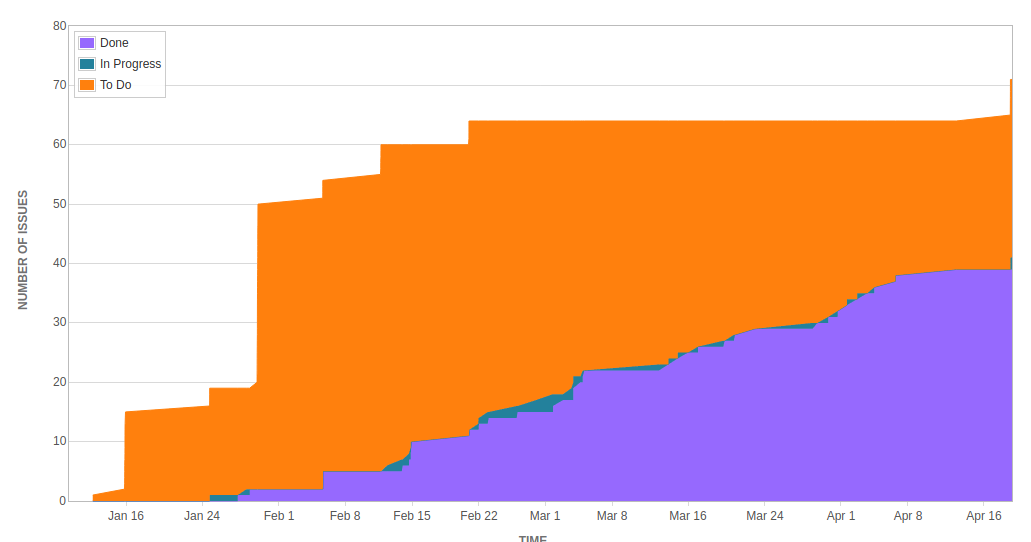 80
70
60
50
40
30
20
10
0
NUMBER OF ISSUES
Done
In Progress
To Do
Jan 16 Jan 24 Feb 1 Feb 8 Feb 15 Feb 22 Mar 1 Mar 8 Mar 16 Mar 24 Apr 1 Apr 8 Apr 16
TIME